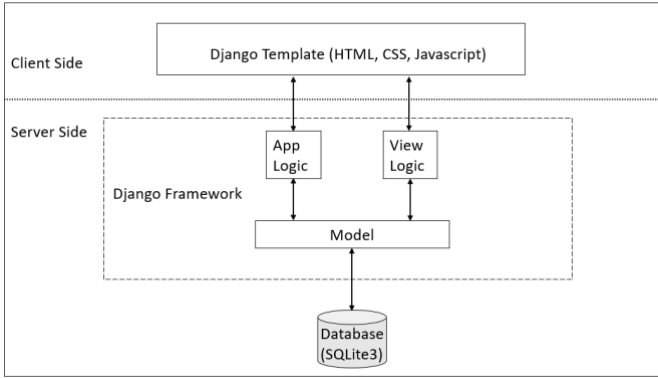 Django Template (HTML, CSS, Javascript)
Client Side
Server Side
App
Logic
View
Logic
Django Framework
Model
Database
(SQLite3)